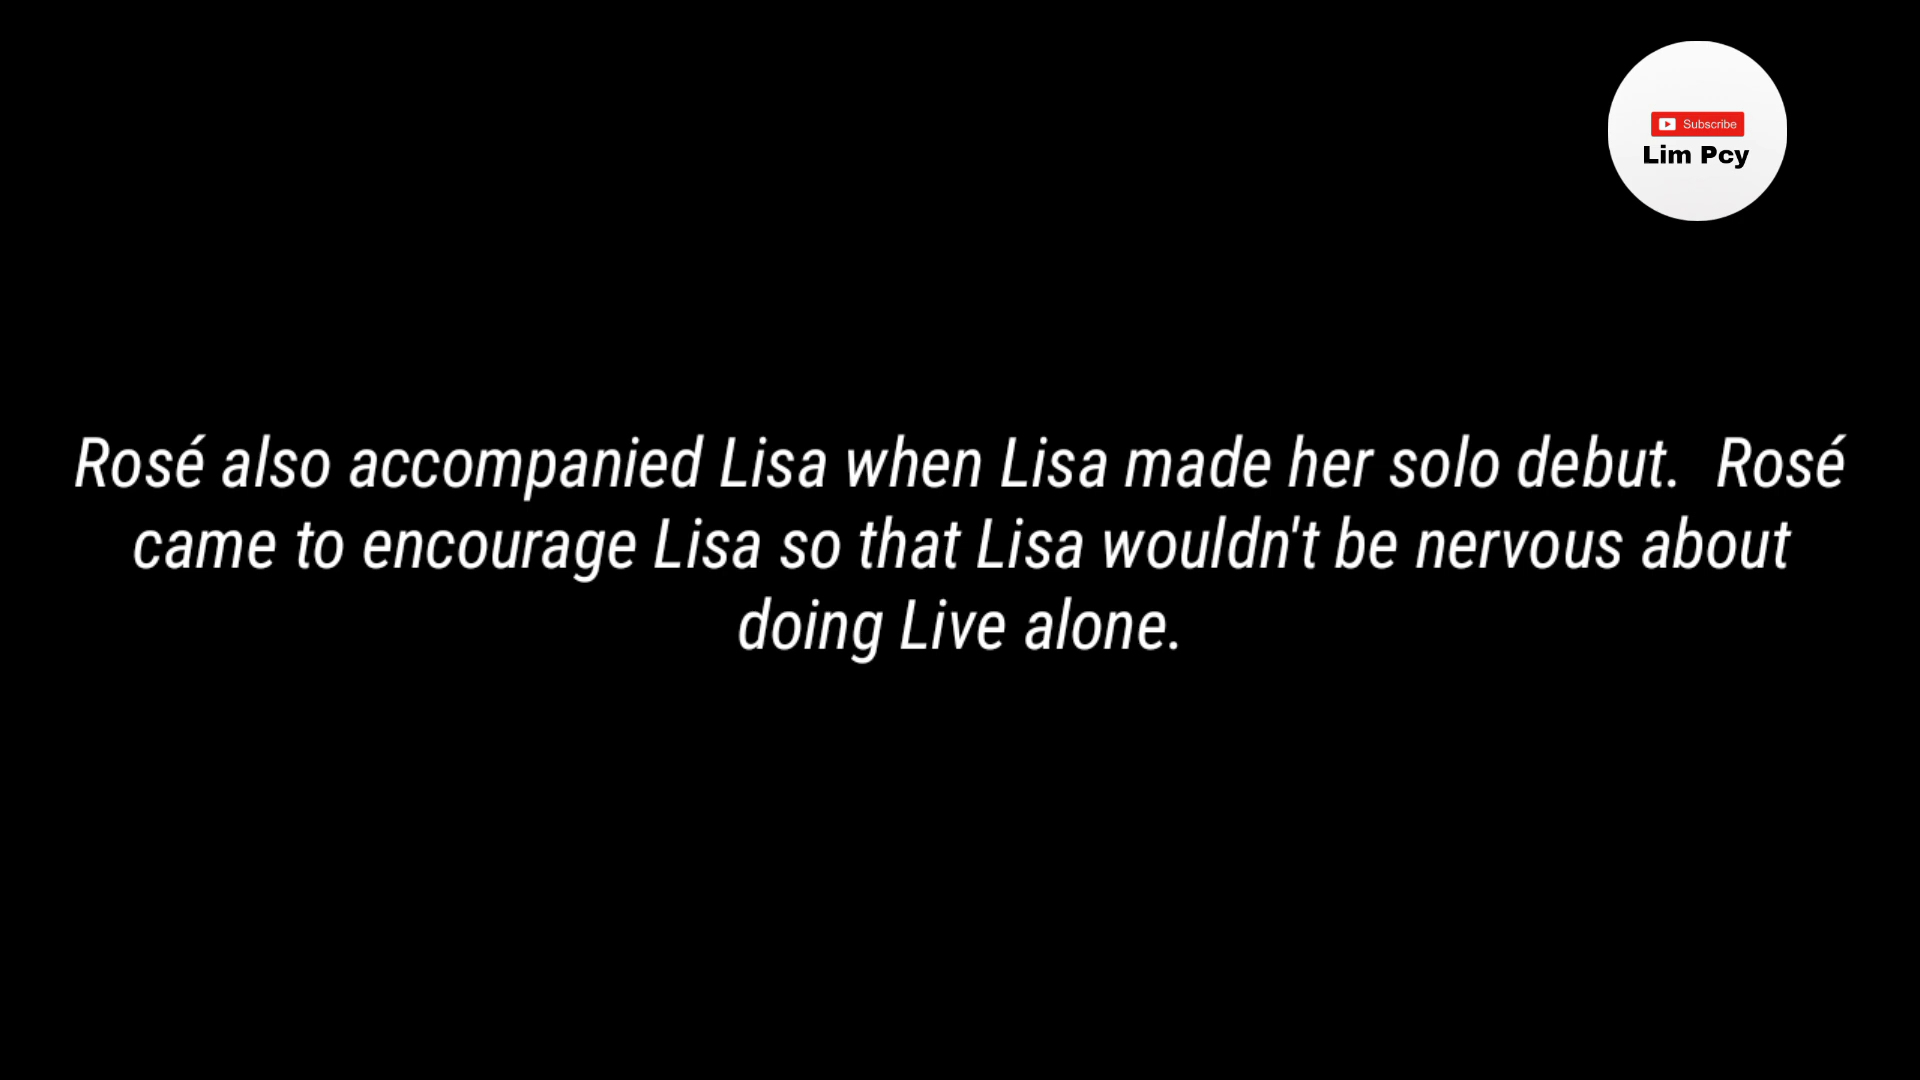 Subscribe
Lim Pcy
Rosé also accompanied Lisa when Lisa made her solo debut.  Rosé
came to encourage Lisa so that Lisa wouldn't be nervous about
doing Live alone.